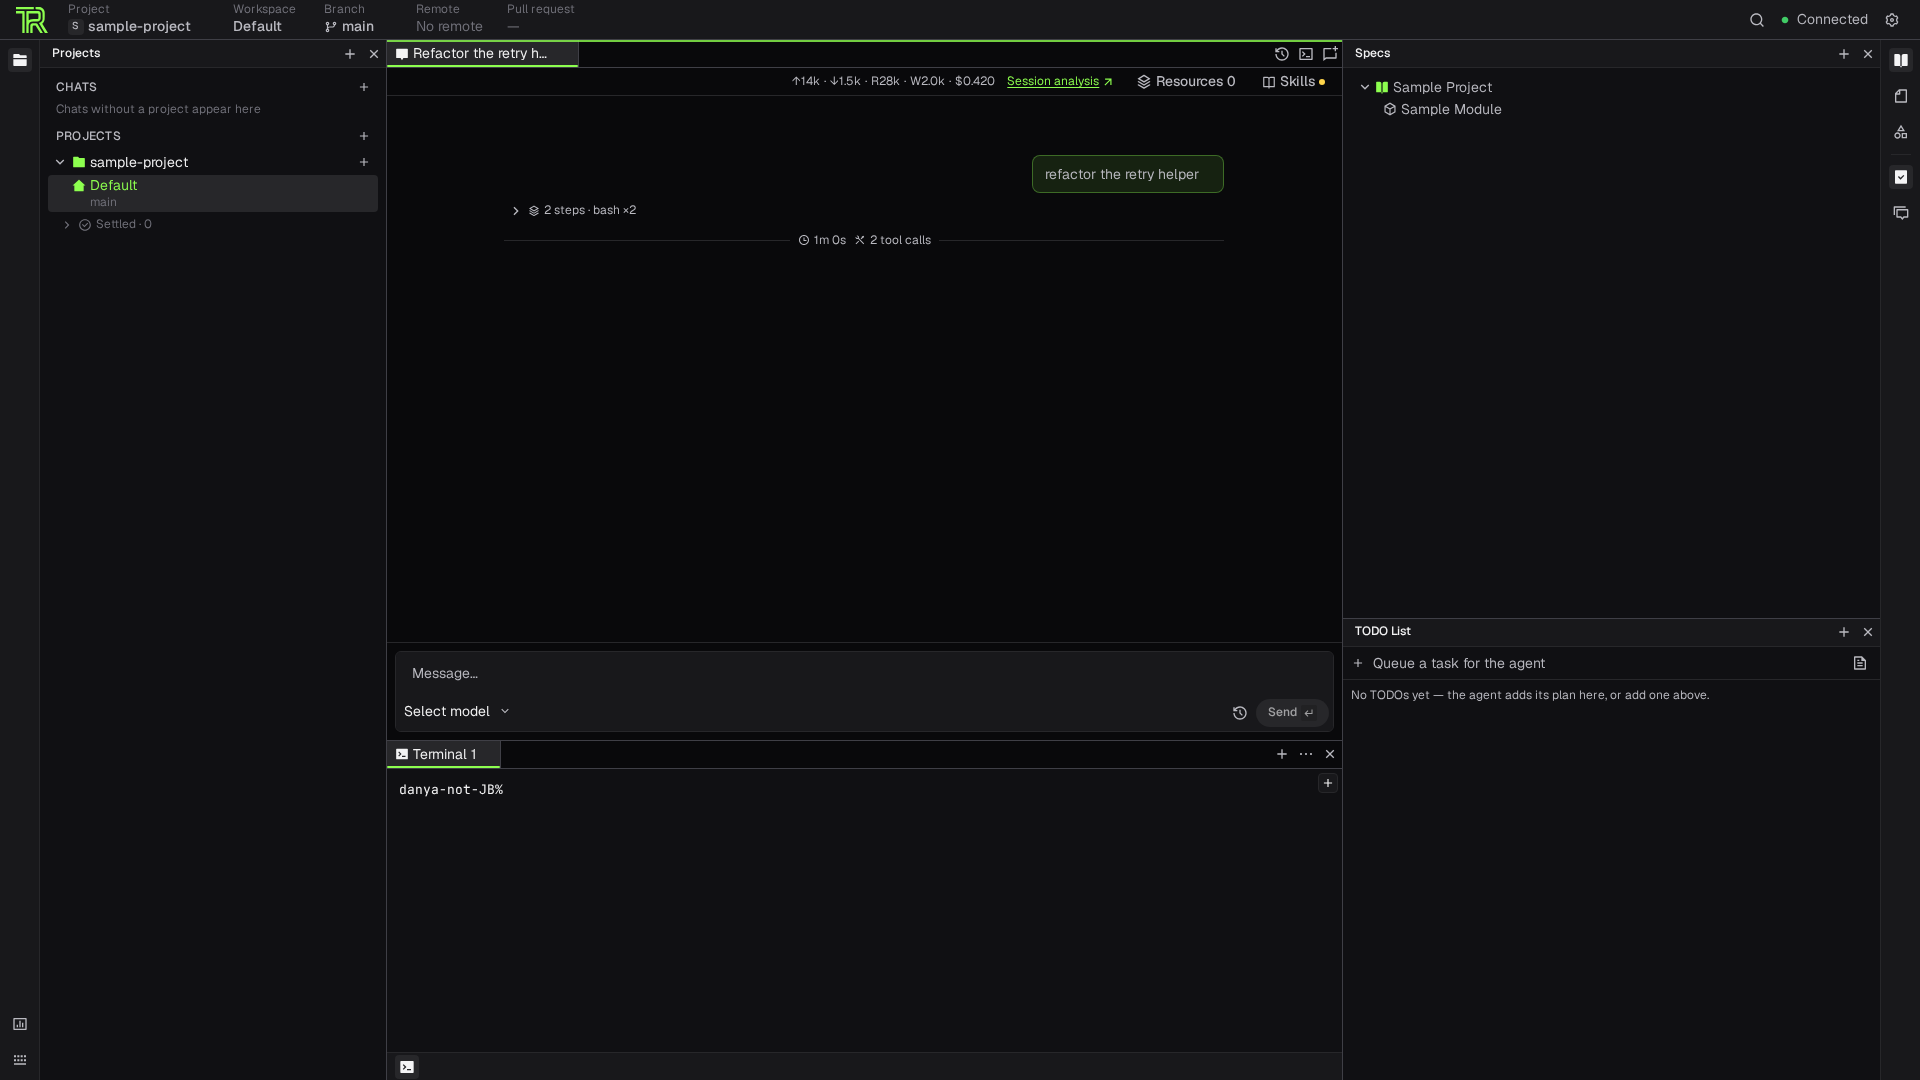 Project
S sample-project
Workspace
Default
Branch
main
Remote
No remote
Pull request
—
Connected
Projects
CHATS
Chats without a project appear here
PROJECTS
sample-project
Default
main
Settled · 0
Refactor the retry h...
↑14k · ↓1.5k · R28k · W2.0k · $0.420
Session analysis ↗
Resources 0
Skills
refactor the retry helper
2 steps · bash ×2
1m 0s
2 tool calls
Message...
Select model
Send ↵
Terminal 1
danya-not-JB%
Specs
Sample Project
Sample Module
TODO List
Queue a task for the agent
No TODOs yet — the agent adds its plan here, or add one above.